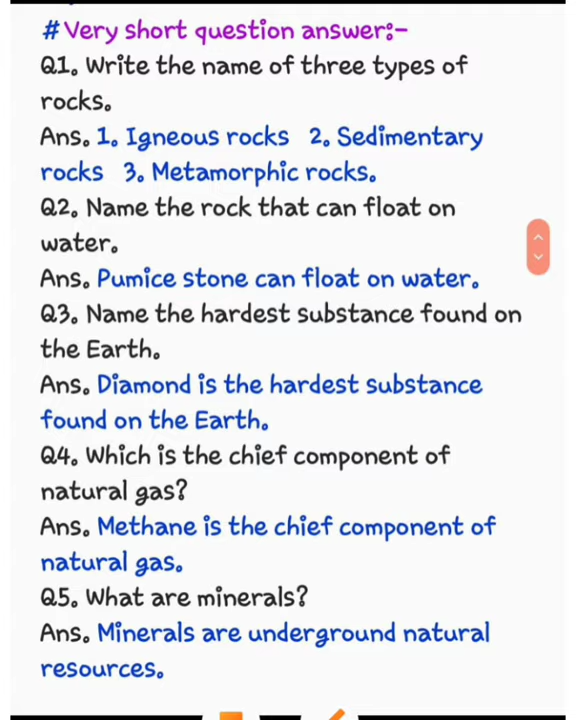 # Very short question answer:-
Q1. Write the name of three types of
rocks.
Ans. 1. Igneous rocks 2. Sedimentary
rocks 3. Metamorphic rocks.
Q2. Name the rock that can float on
water.
Ans. Pumice stone can float on water.
Q3. Name the hardest substance found on
the Earth.
Ans. Diamond is the hardest substance
found on the Earth.
Q4. Which is the chief component of
natural gas?
Ans. Methane is the chief component of
natural gas.
Q5. What are minerals?
Ans. Minerals are underground natural
resources.